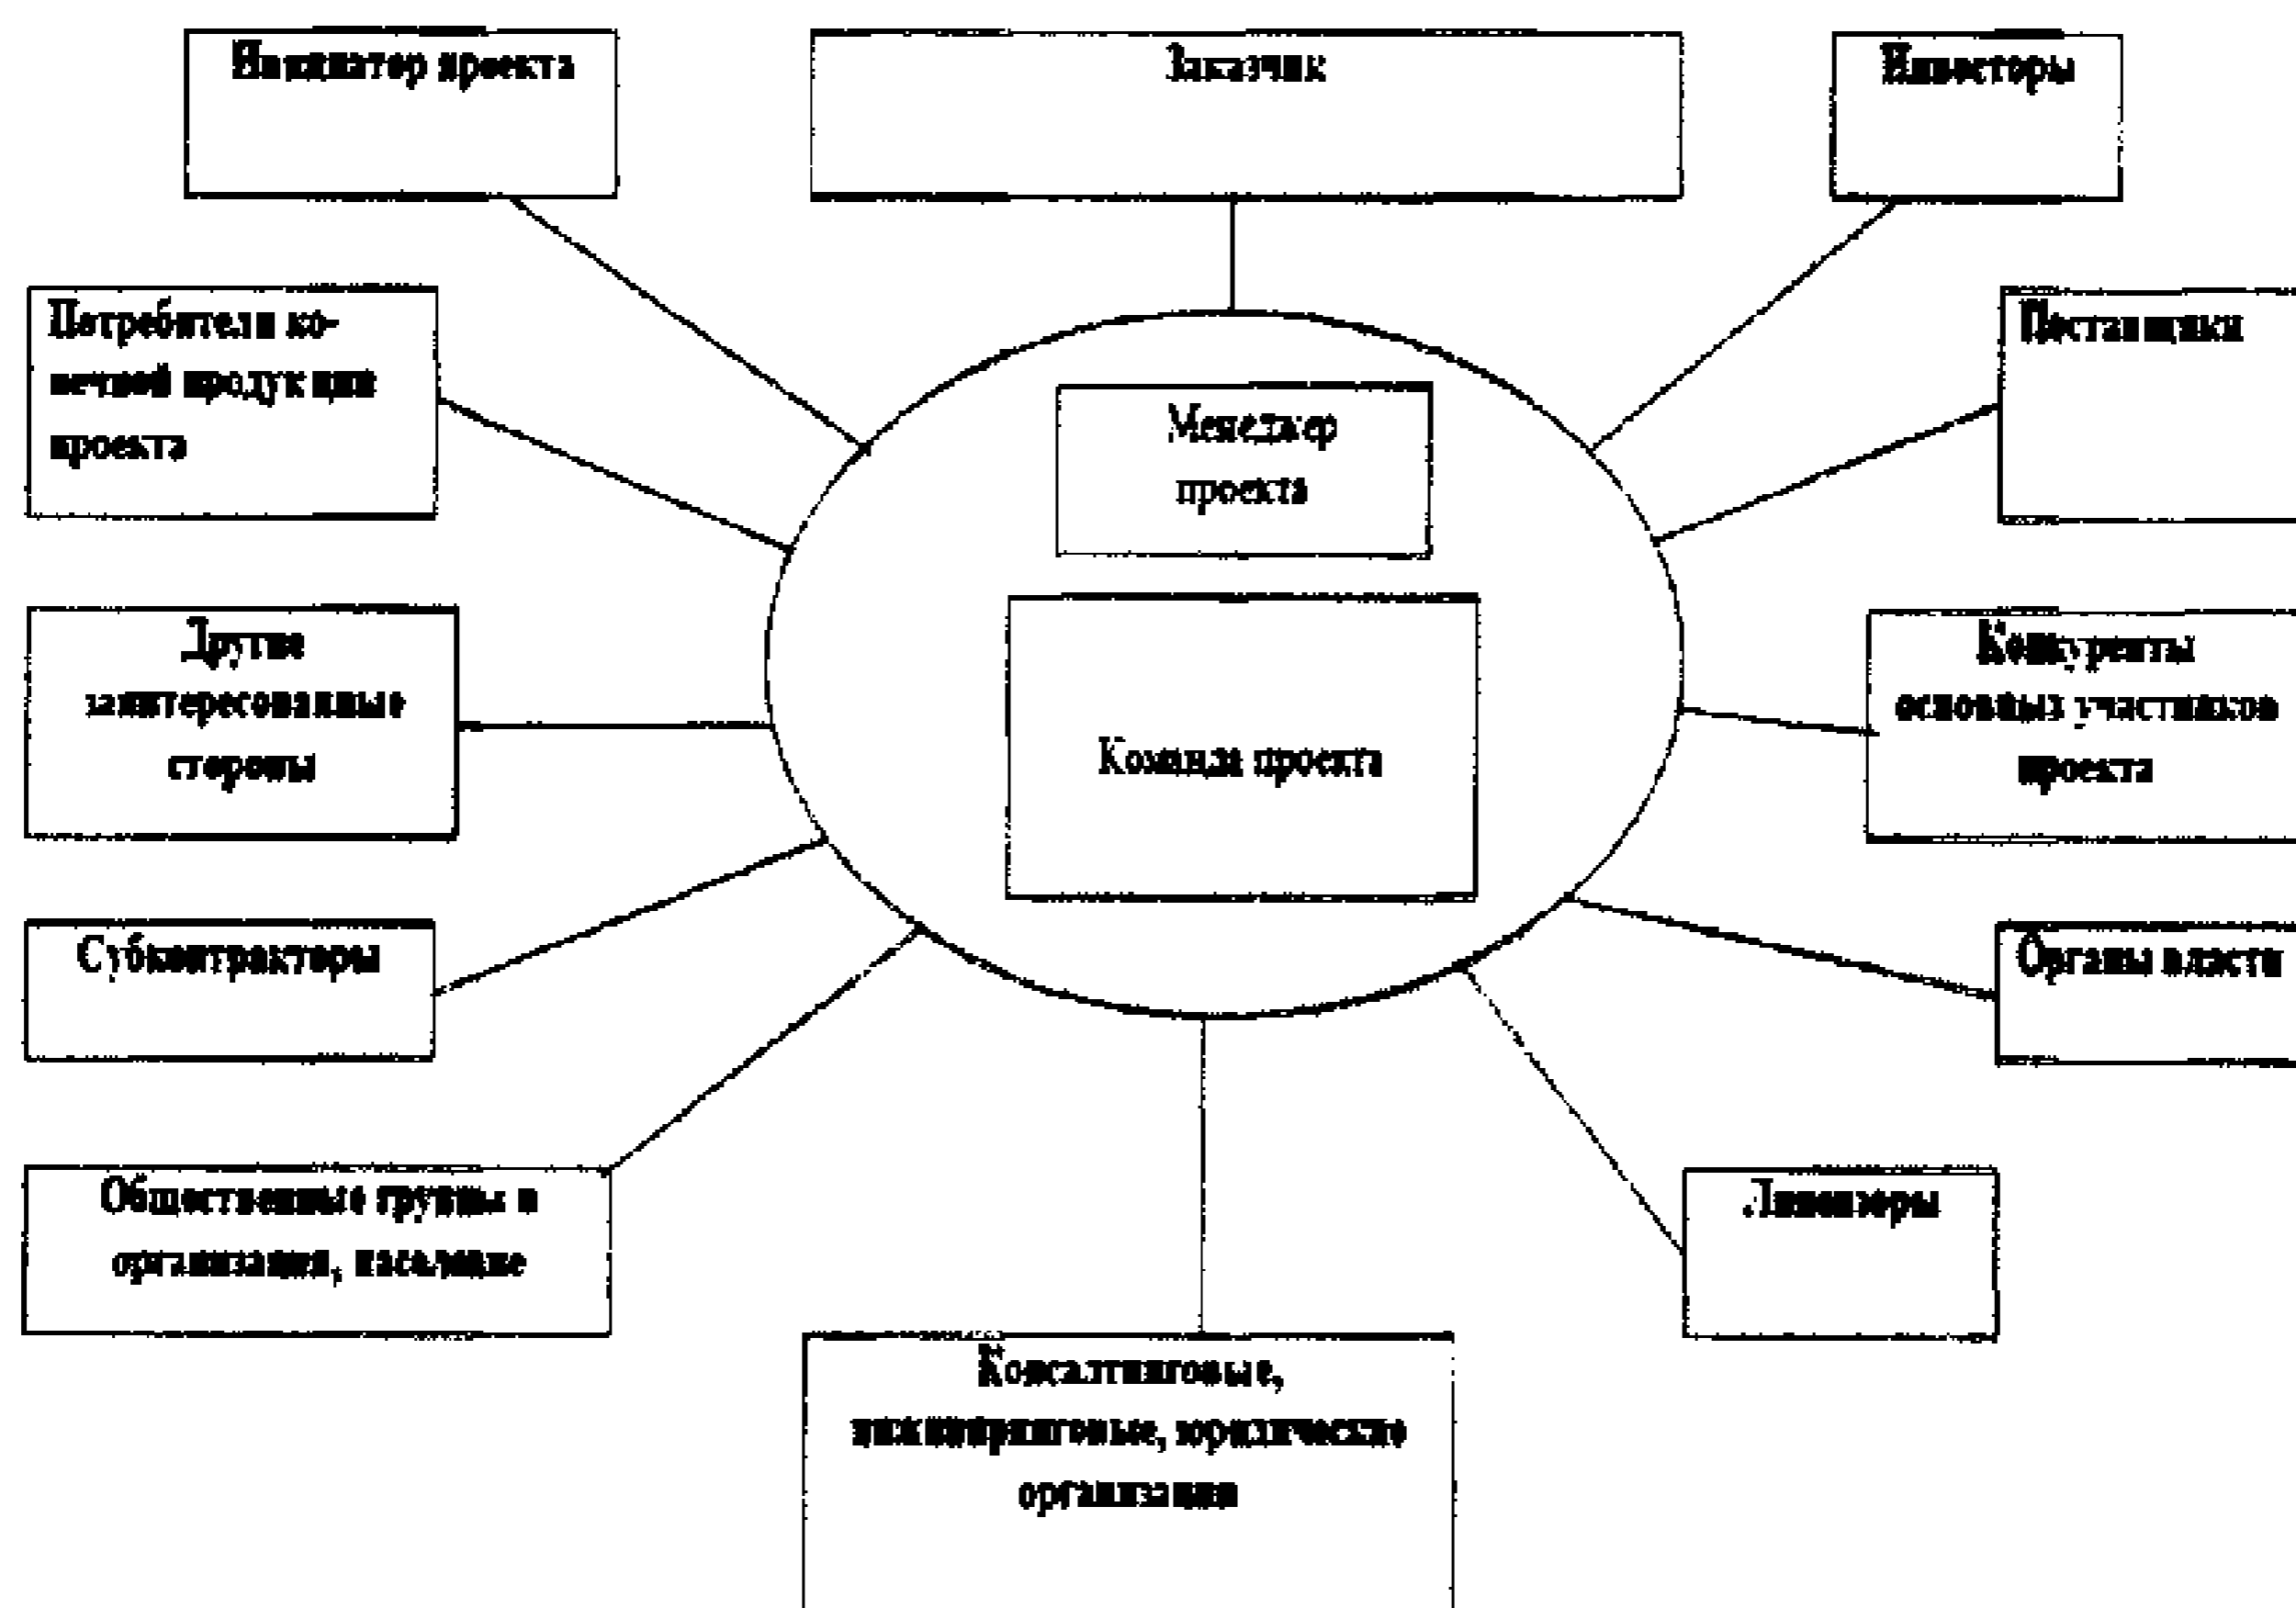 Инициатор проекта
Заказчик
Инвесторы
Потребители ко-
нечной продукции
проекта
Поставщики
Менеджер
проекта
Другие
заинтересованные
стороны
Команда проекта
Конкуренты
основных участников
проекта
Субконтракторы
Органы власти
Общественные группы и
организации, население
Лицензоры
Консалтинговые,
инжиниринговые, юридические
организации